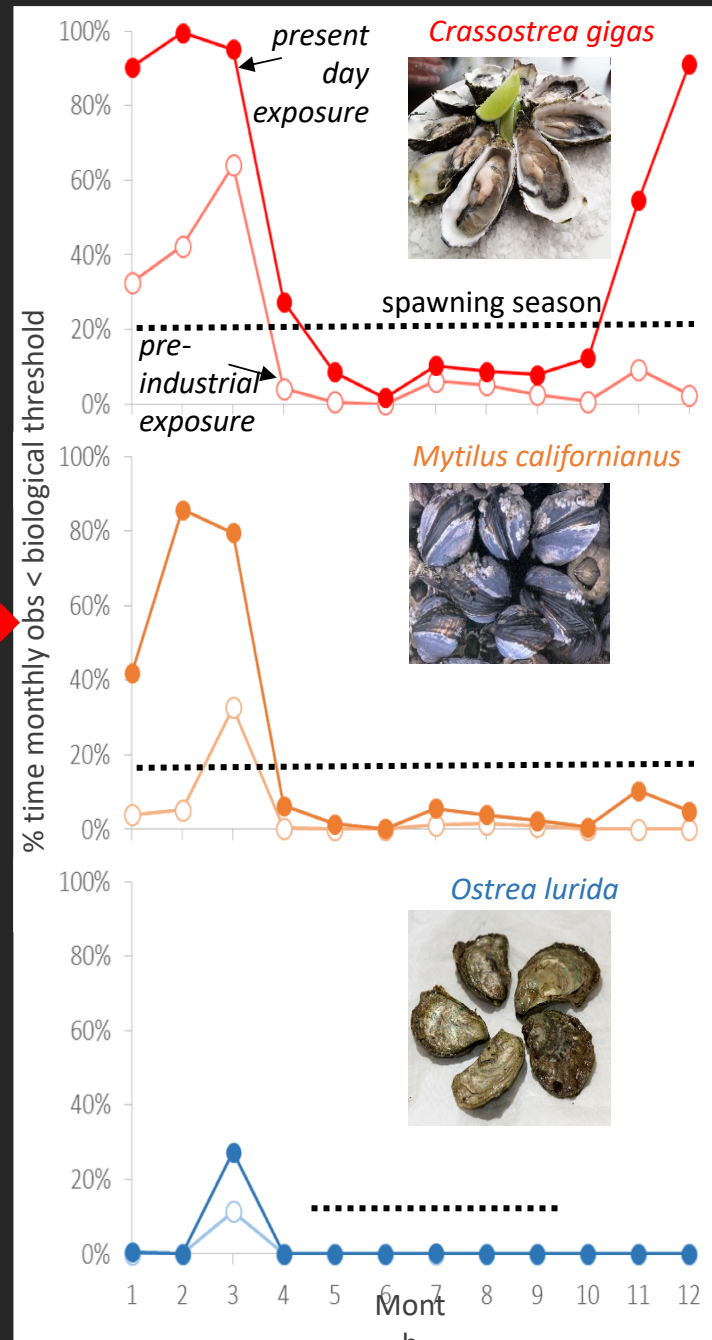 % time monthly obs < biological threshold
100%
80%
60%
40%
20%
0%
present
day
exposure
Crassostrea gigas
spawning season
pre-
industrial
exposure
100%
80%
60%
40%
20%
0%
Mytilus californianus
100%
80%
60%
40%
20%
0%
Ostrea lurida
1 2 3 4 5 6 7 8 9 10 11 12
Mont
h